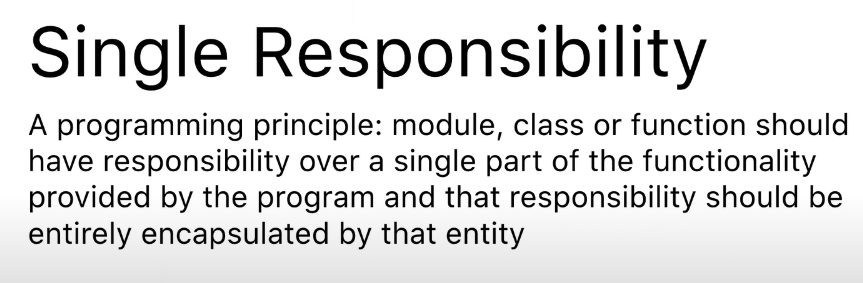 Single Responsibility
A programming principle: module, class or function should
have responsibility over a single part of the functionality
provided by the program and that responsibility should be
entirely encapsulated by that entity